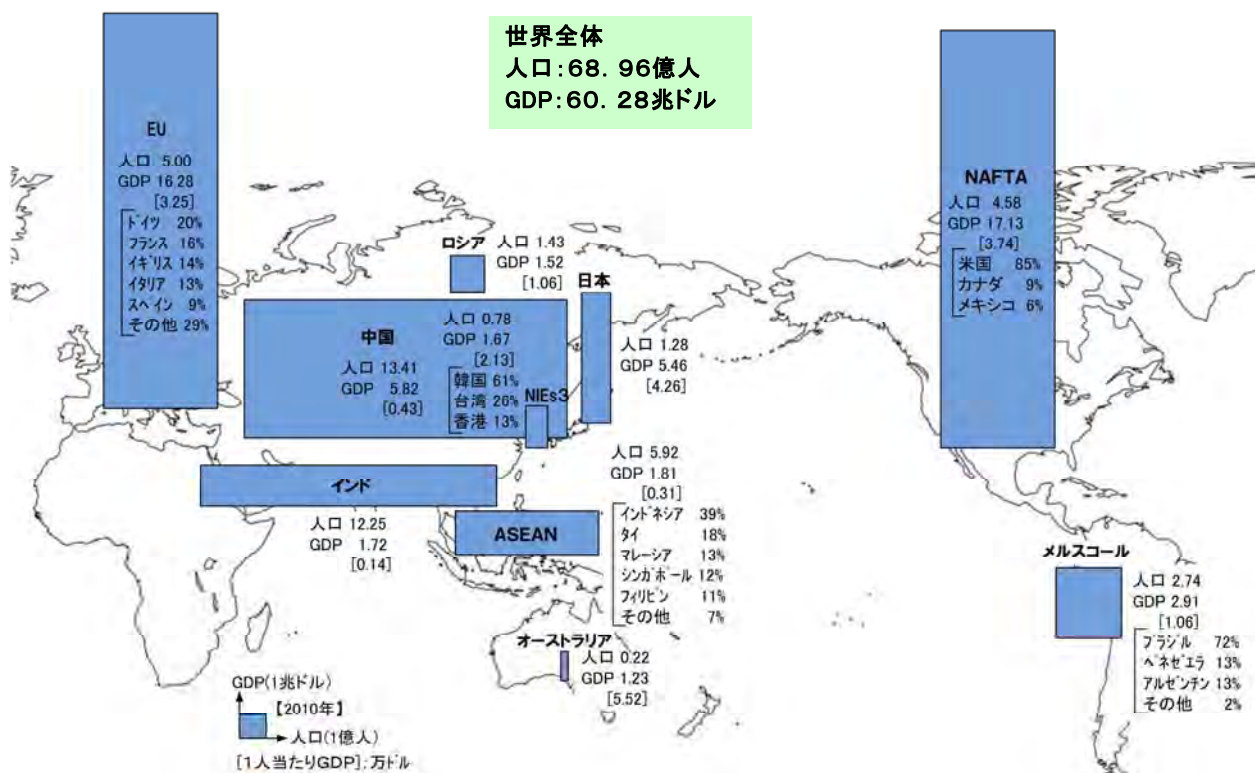 世界全体
人口：68．96億人
GDP：60．28兆ドル
EU
人口 5.00
GDP 16.28
[3.25]
ドイツ 20%
フランス 16%
イギリス 14%
イタリア 13%
スペイン 9%
その他 29%
ロシア
人口 1.43
GDP 1.52
[1.06]
中国
人口 13.41
GDP 5.82
[0.43]
人口 0.78
GDP 1.67
[2.13]
韓国 61%
台湾 26%
香港 13%
NIEs3
日本
人口 1.28
GDP 5.46
[4.26]
NAFTA
人口 4.58
GDP 17.13
[3.74]
米国 85%
カナダ 9%
メキシコ 6%
インド
人口 12.25
GDP 1.72
[0.14]
ASEAN
人口 5.92
GDP 1.81
[0.31]
インドネシア 39%
タイ 18%
マレーシア 13%
シンガポール 12%
フィリピン 11%
その他 7%
オーストラリア
人口 0.22
GDP 1.23
[5.52]
メルスコール
人口 2.74
GDP 2.91
[1.06]
ブラジル 72%
ベネゼエラ 13%
アルゼンチン 13%
その他 2%
GDP(1兆ドル)
【2010年】
人口(1億人)
[1人当たりGDP]：万ドル